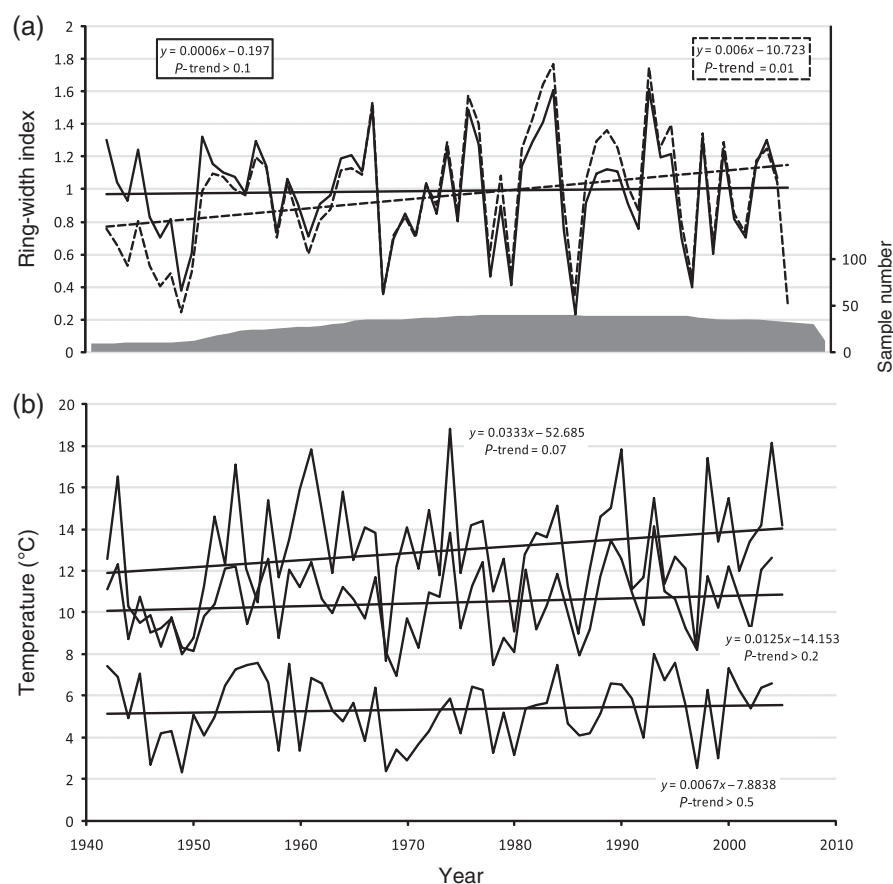 (a)
2
1.8
1.6
1.4
1.2
1
0.8
0.6
0.4
0.2
0
Ring-width index
y = 0.0006x – 0.197
P-trend > 0.1
y = 0.006x – 10.723
P-trend = 0.01
100
50
0
Sample number
(b)
20
18
16
14
12
10
8
6
4
2
0
Temperature (°C)
y = 0.0333x – 52.685
P-trend = 0.07
y = 0.0125x–14.153
P-trend > 0.2
y = 0.0067x – 7.8838
P-trend > 0.5
1940 1950 1960 1970 1980 1990 2000 2010
Year